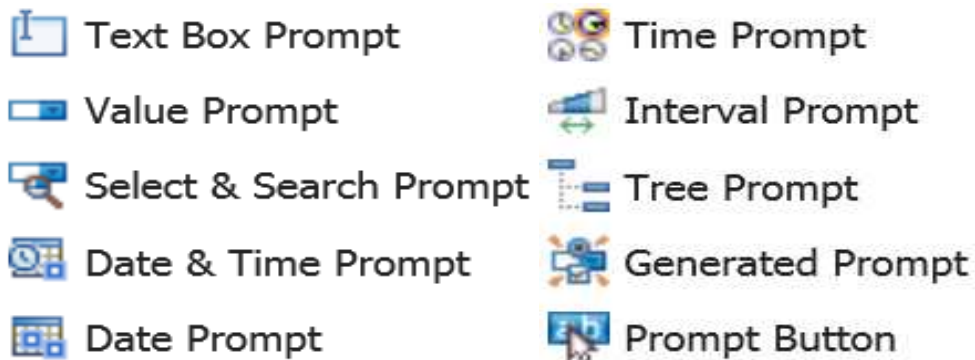 Text Box Prompt
Value Prompt
Select & Search Prompt
Date & Time Prompt
Date Prompt
Time Prompt
Interval Prompt
Tree Prompt
Generated Prompt
Prompt Button